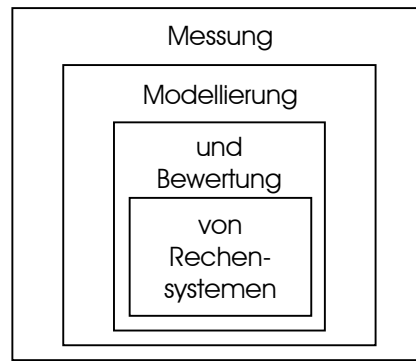 Messung
Modellierung
und
Bewertung
von
Rechen-
systemen